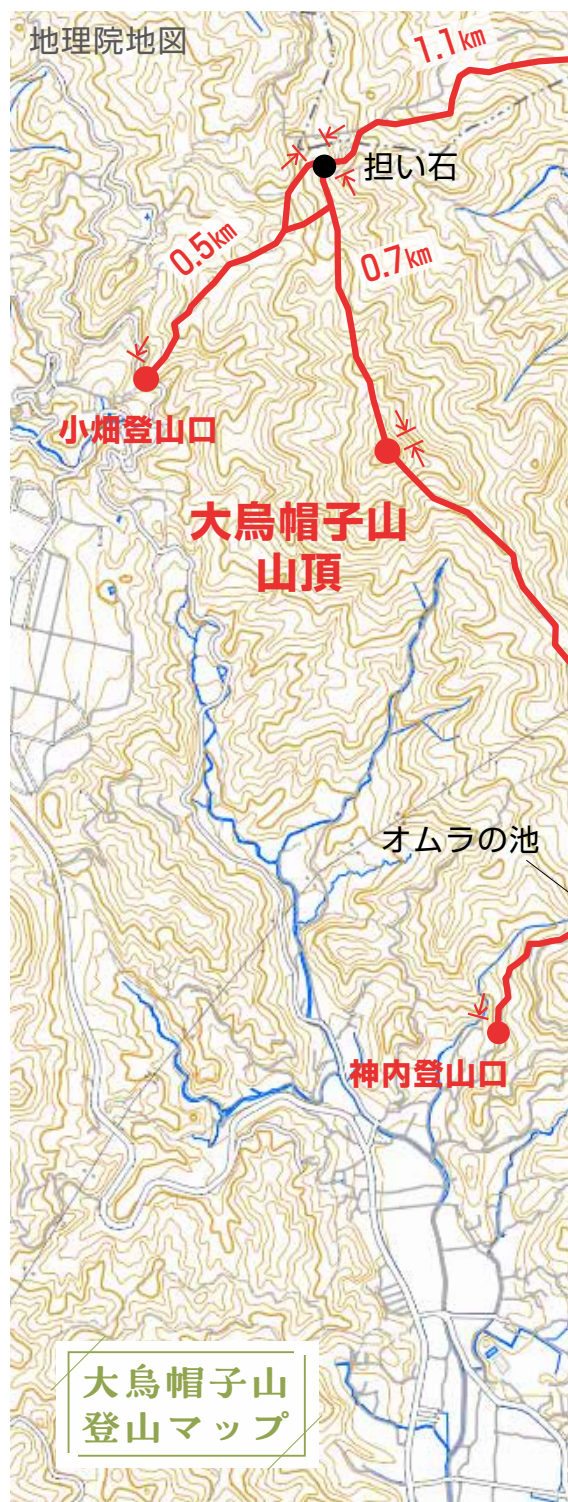 地理院地図
1.1km
担い石
0.5km
0.7km
小畑登山口
大烏帽子山
山頂
オムラの池
神内登山口
大烏帽子山
登山マップ